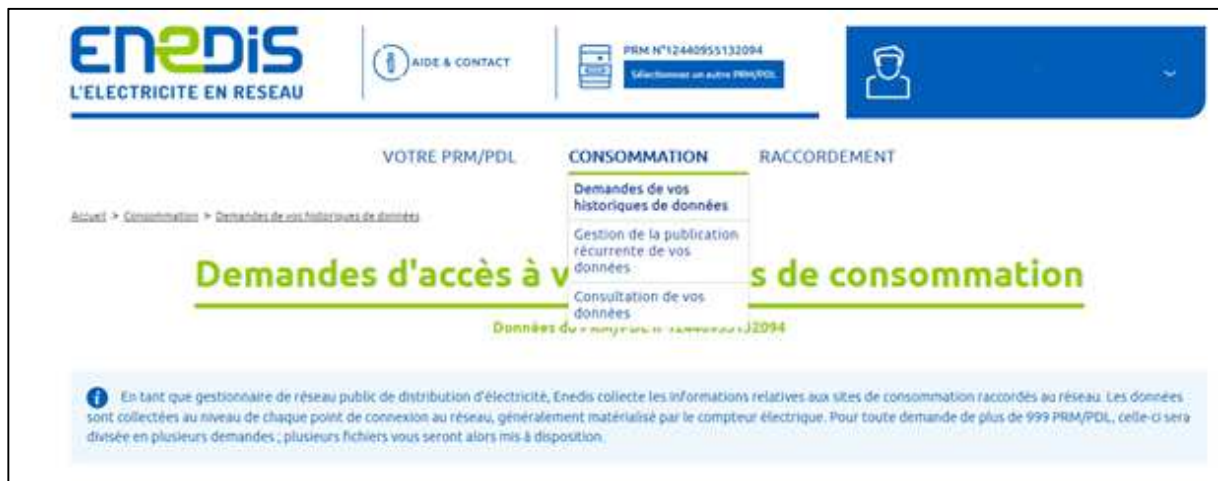 ENEDIS
L'ELECTRICITE EN RESEAU
AIDE & CONTACT
PRM N°12440955132094
Sélectionner un autre PRM/PDL
VOTRE PRM/PDL CONSOMMATION RACCORDEMENT
Demandes de vos
historiques de données
Gestion de la publication
récurrente de vos
données
Consultation de vos
données
Accueil > Consommation > Demandes de vos historiques de données
Demandes d'accès à v s de consommation
Données du PRM/PDL n°12440955132094
En tant que gestionnaire de réseau public de distribution d'électricité, Enedis collecte les informations relatives aux sites de consommation raccordés au réseau. Les données
sont collectées au niveau de chaque point de connexion au réseau, généralement matérialisé par le compteur électrique. Pour toute demande de plus de 999 PRM/PDL, celle-ci sera
divisée en plusieurs demandes ; plusieurs fichiers vous seront alors mis à disposition.